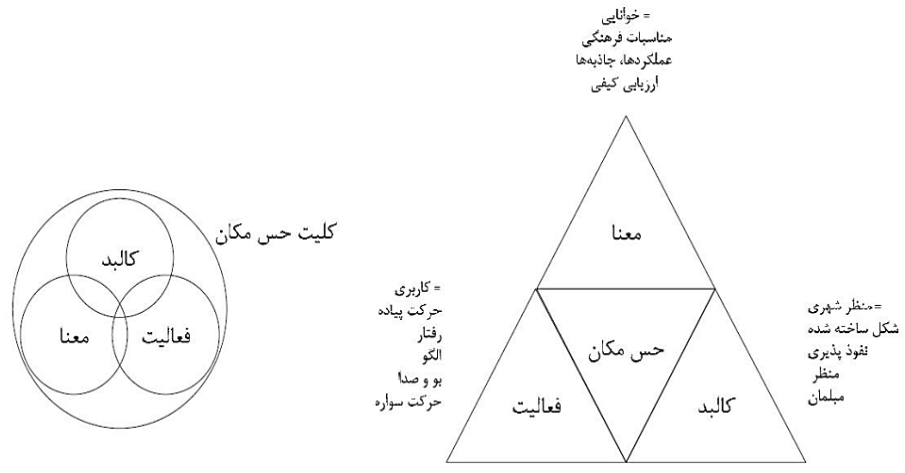 = خوانایی
مناسبات فرهنگی
عملکردها، جاذبه‌ها
ارزیابی کیفی
معنا
=منظر شهری
شکل ساخته شده
نفوذ پذیری
منظر
مبلمان
حس مکان
کالبد
فعالیت
= کاربری
حرکت پیاده
رفتار
الگو
بو و صدا
حرکت سواره
کلیت حس مکان
کالبد
فعالیت
معنا